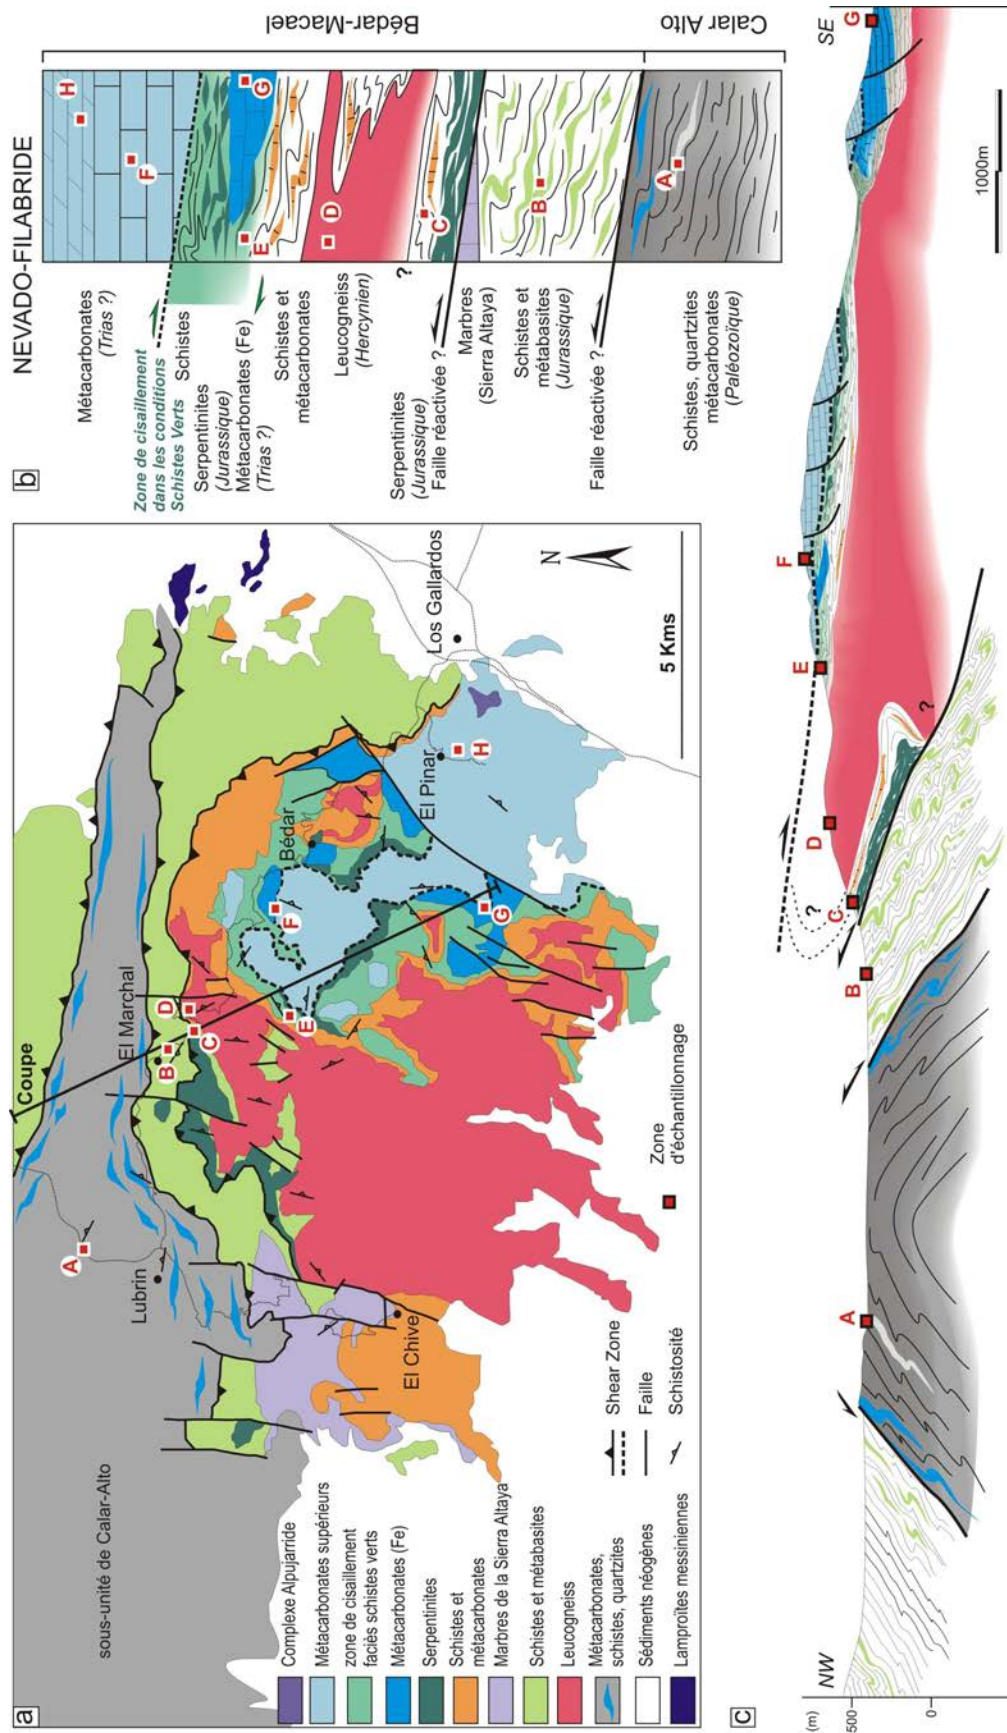 a
sous-unité de Calar-Alto
Coupe
Lubrin
El Marchal
Bédar
El Pinar
Los Gallardos
El Chive
A
B
C
D
E
F
G
H
N
5 Kms
Complexe Alpujarride
Métacarbonates supérieurs
zone de cisaillement
faciès schistes verts
Métacarbonates (Fe)
Serpentinites
Schistes et
métacarbonates
Marbres de la Sierra Altaya
Schistes et métabasites
Leucogneiss
Métacarbonates,
schistes, quartzites
Sédiments néogènes
Lamproïtes messiniennes
Shear Zone
Faille
Schistosité
Zone
d'échantillonnage
b
NEVADO-FILABRIDE
Métacarbonates
(Trias ?)
Zone de cisaillement
dans les conditions
Schistes Verts
Schistes
Serpentinites
(Jurassique)
Métacarbonates (Fe)
(Trias ?)
Schistes et
métacarbonates
Leucogneiss
(Hercynien)
?
Serpentinites
(Jurassique)
Faille réactivée ?
Marbres
(Sierra Altaya)
Schistes et
métabasites
(Jurassique)
Faille réactivée ?
Schistes, quartzites
métacarbonates
(Paléozoïque)
H
F
G
E
D
C
B
A
Bédar-Macael
Calar Alto
C
NW
SE
(m)
500
0
A
B
C
D
E
F
G
?
?
1000m